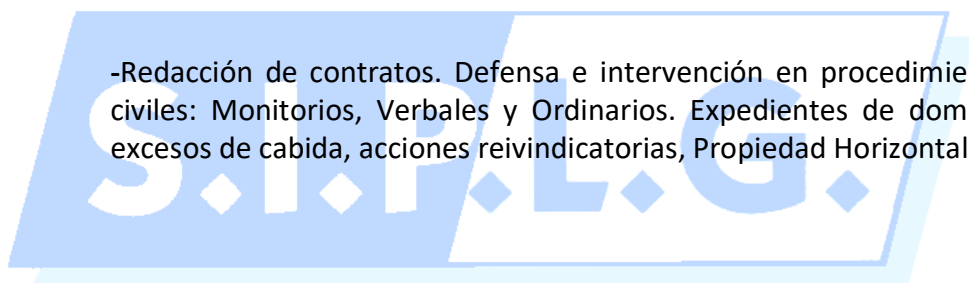 -Redacción de contratos. Defensa e intervención en procedimie
civiles: Monitorios, Verbales y Ordinarios. Expedientes de dom
excesos de cabida, acciones reivindicatorias, Propiedad Horizontal
S.I.P.L.G.